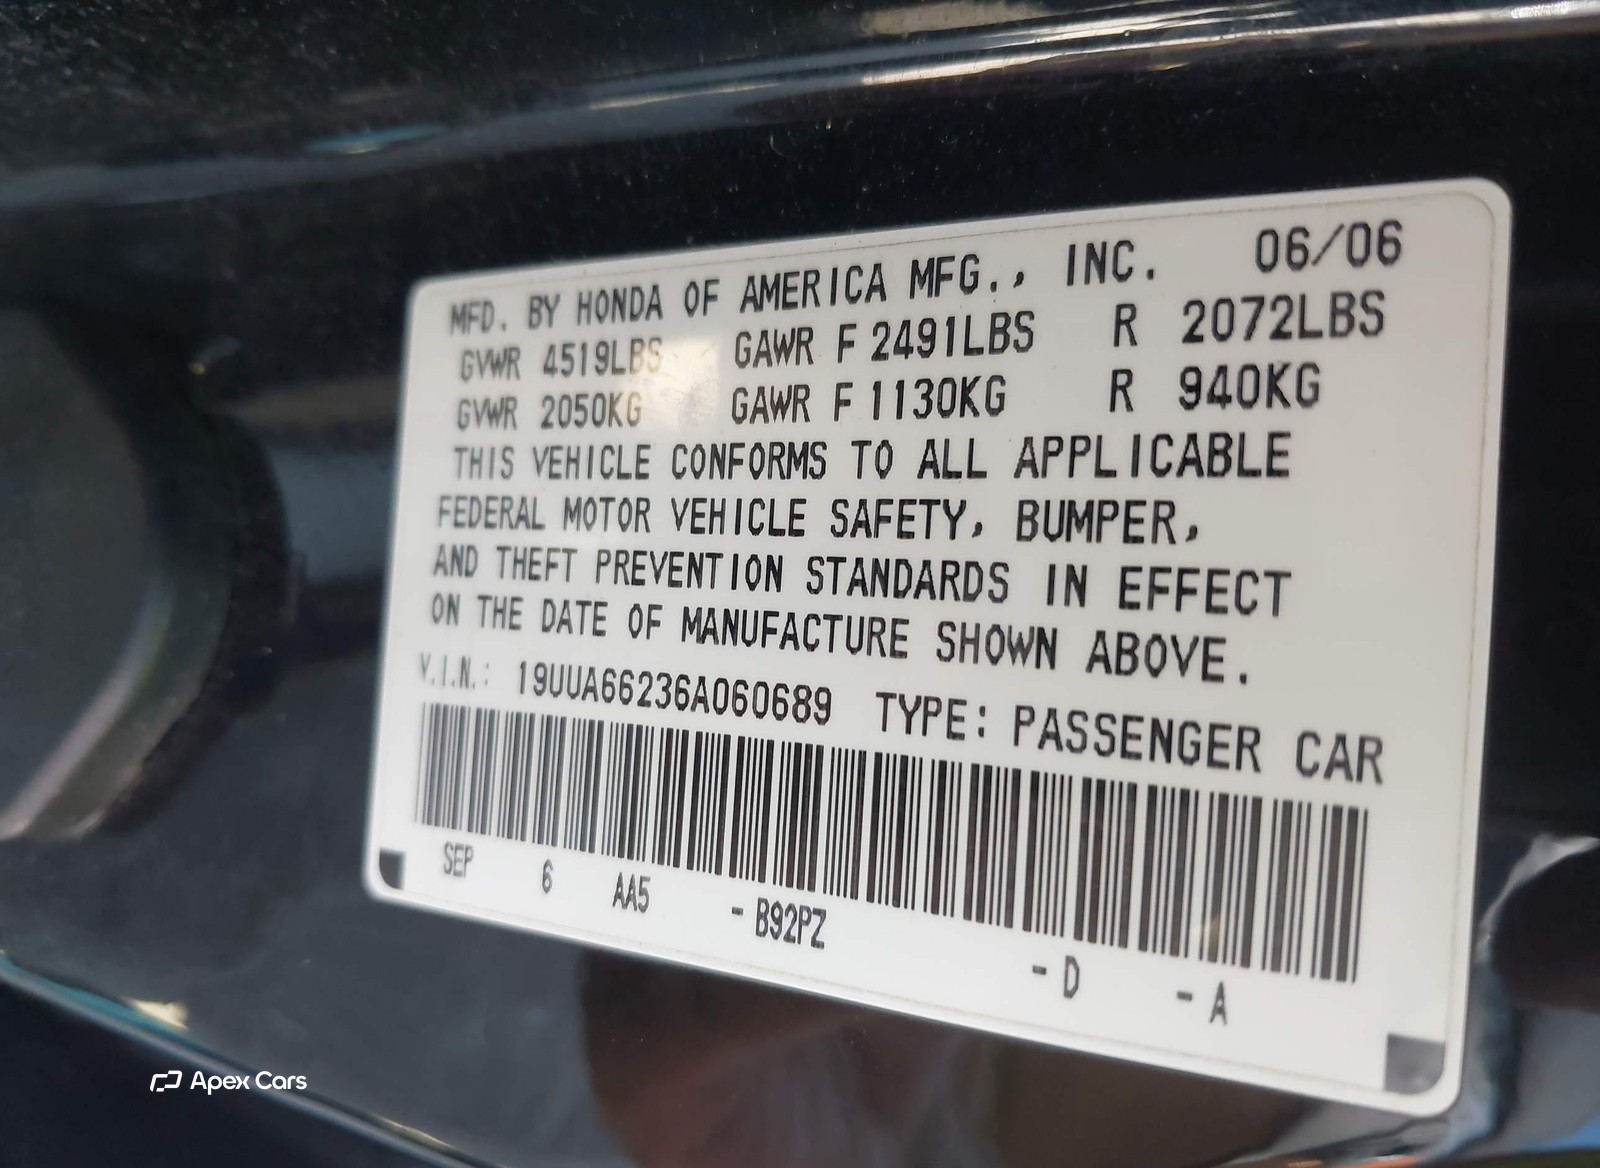 MFD. BY HONDA OF AMERICA MFG., INC. 06/06
GVWR 4519LBS GAWR F 2491LBS R 2072LBS
GVWR 2050KG GAWR F 1130KG R 940KG
THIS VEHICLE CONFORMS TO ALL APPLICABLE
FEDERAL MOTOR VEHICLE SAFETY, BUMPER,
AND THEFT PREVENTION STANDARDS IN EFFECT
ON THE DATE OF MANUFACTURE SHOWN ABOVE.
V.I.N.: 19UUA66236A060689 TYPE: PASSENGER CAR
SEP 6 AA5 - B92PZ - D - A
Apex Cars